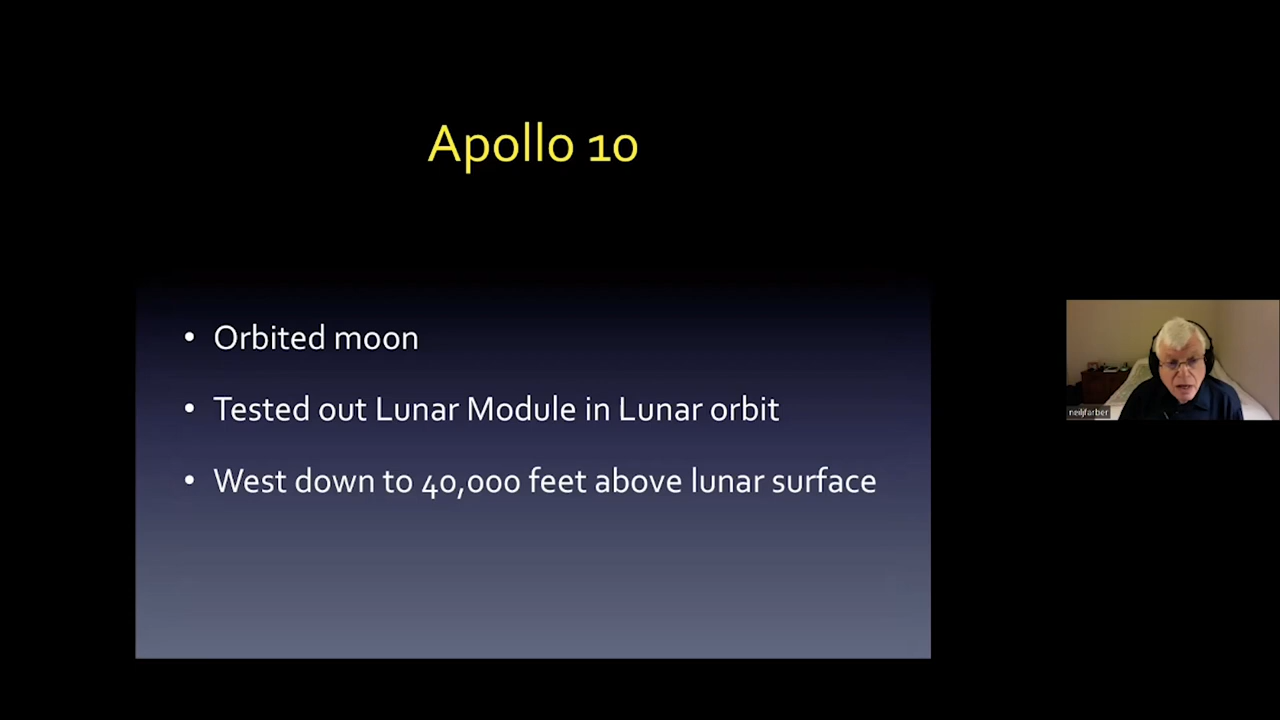 Apollo 10
• Orbited moon
• Tested out Lunar Module in Lunar orbit
• West down to 40,000 feet above lunar surface
neiljfarber